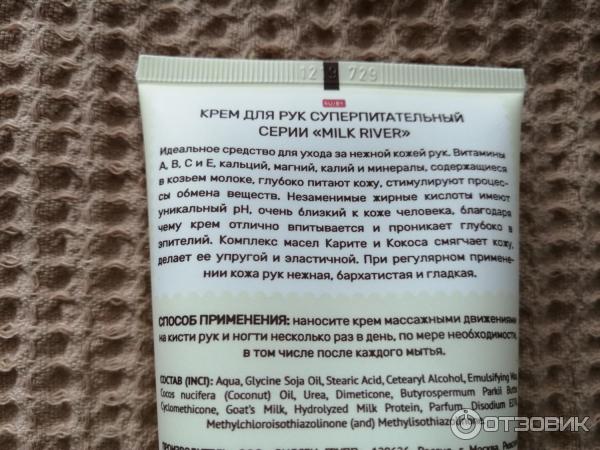 12 729
RU/BY
КРЕМ ДЛЯ РУК СУПЕРПИТАТЕЛЬНЫЙ
СЕРИИ «MILK RIVER»
Идеальное средство для ухода за нежной кожей рук. Витамины
А, В, С и Е, кальций, магний, калий и минералы, содержащиеся
в козьем молоке, глубоко питают кожу, стимулируют процес-
сы обмена веществ. Незаменимые жирные кислоты имеют
уникальный pH, очень близкий к коже человека, благодаря
чему крем отлично впитывается и проникает глубоко в
эпителий. Комплекс масел Карите и Кокоса смягчает кожу,
делает ее упругой и эластичной. При регулярном примене-
нии кожа рук нежная, бархатистая и гладкая.
СПОСОБ ПРИМЕНЕНИЯ: наносите крем массажными движениями
на кисти рук и ногти несколько раз в день, по мере необходимости,
в том числе после каждого мытья.
СОСТАВ (INCI): Aqua, Glycine Soja Oil, Stearic Acid, Cetearyl Alcohol, Emulsifying Wax,
Cocos nucifera (Coconut) Oil, Urea, Dimeticone, Butyrospermum Parkii Butter,
Cyclomethicone, Goat's Milk, Hydrolyzed Milk Protein, Parfum, Disodium EDTA,
Methylchloroisothiazolinone (and) Methylisothiazolinone
ОТЗОВИК